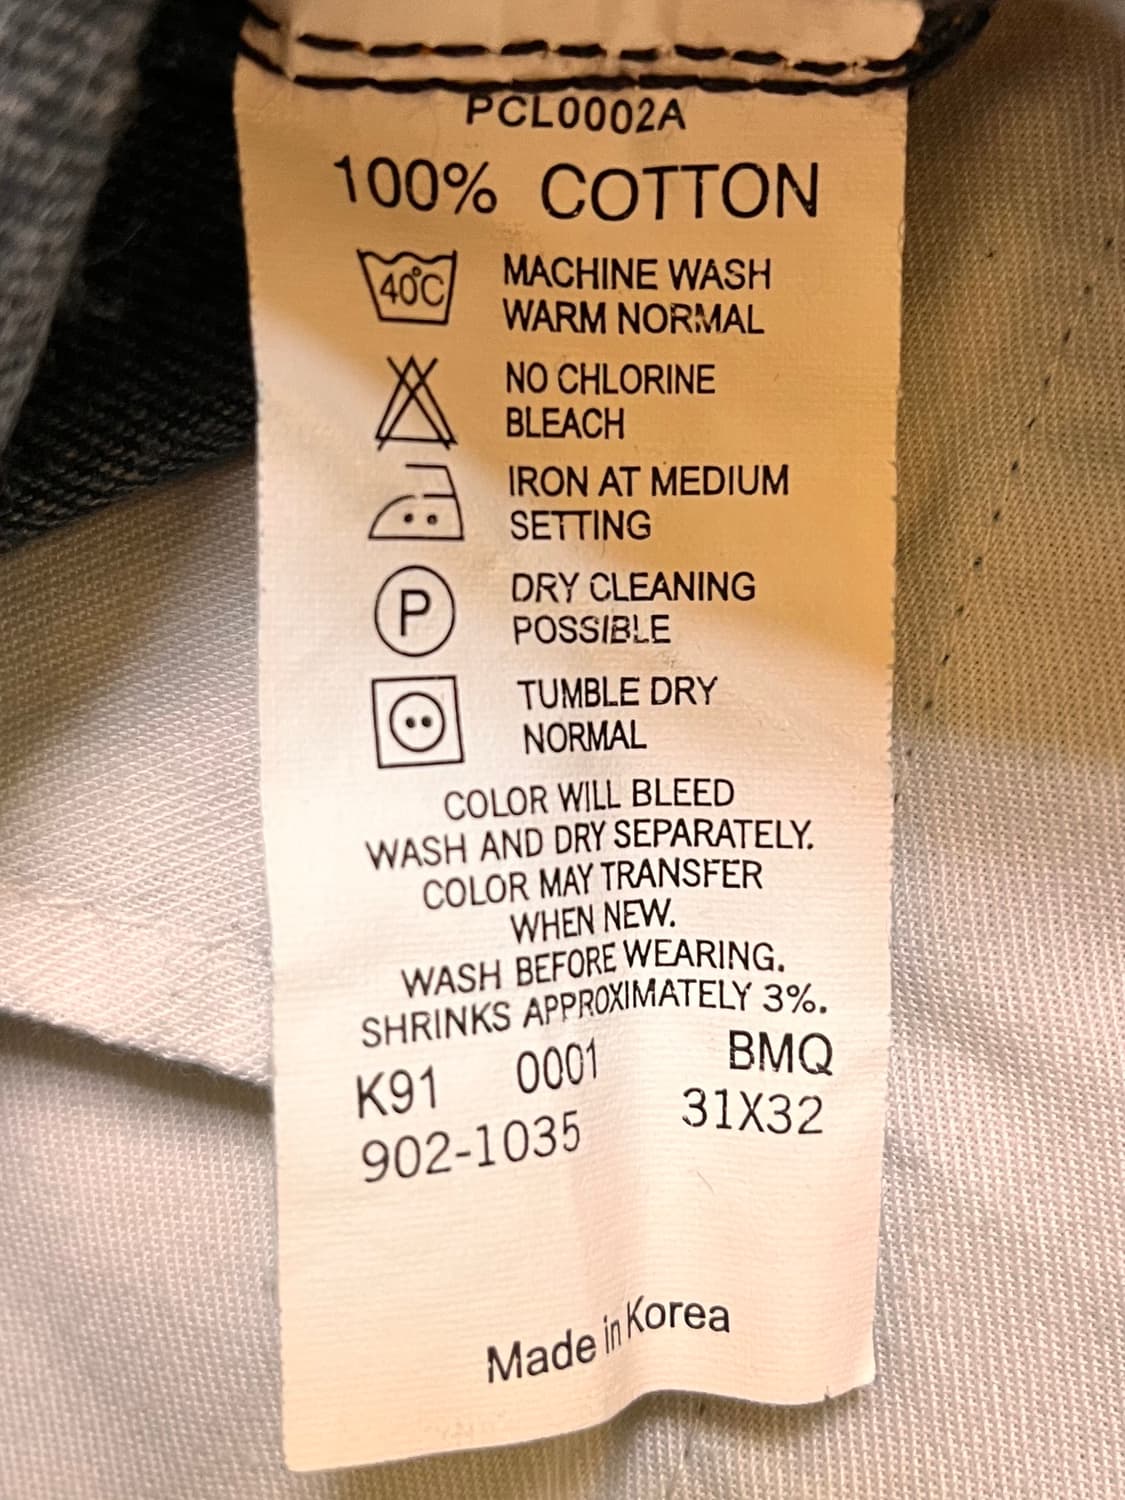 PCL0002A
100% COTTON
40°C MACHINE WASH
WARM NORMAL
NO CHLORINE
BLEACH
IRON AT MEDIUM
SETTING
P DRY CLEANING
POSSIBLE
TUMBLE DRY
NORMAL
COLOR WILL BLEED
WASH AND DRY SEPARATELY.
COLOR MAY TRANSFER
WHEN NEW.
WASH BEFORE WEARING.
SHRINKS APPROXIMATELY 3%.
K91 0001 BMQ
902-1035 31X32
Made in Korea